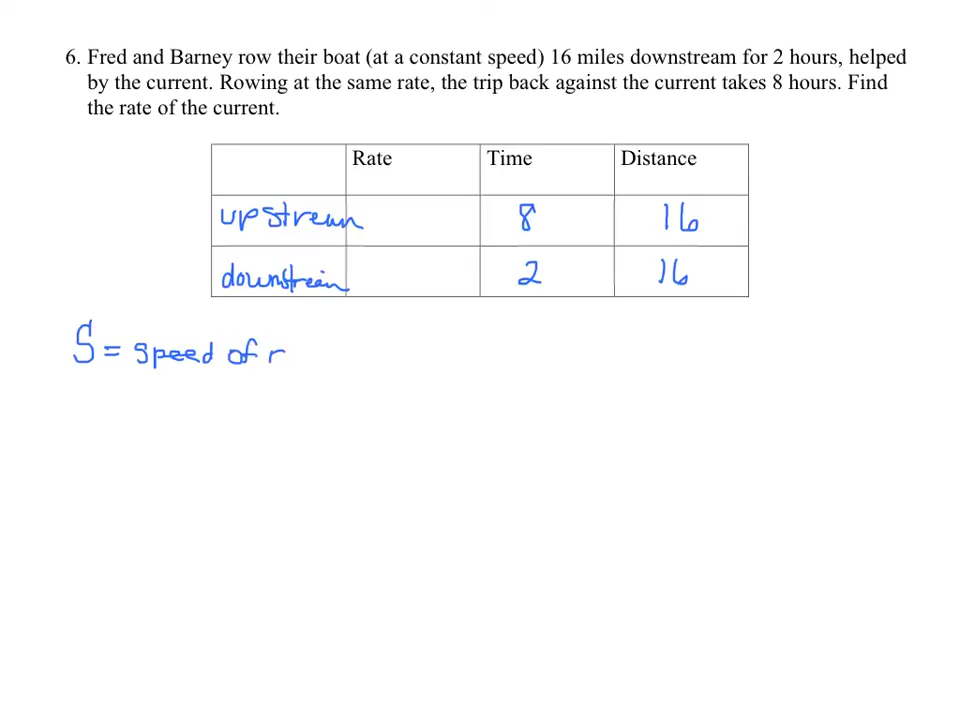 6. Fred and Barney row their boat (at a constant speed) 16 miles downstream for 2 hours, helped
by the current. Rowing at the same rate, the trip back against the current takes 8 hours. Find
the rate of the current.
Rate Time Distance
upstream 8 16
downstream 2 16
S = speed of r